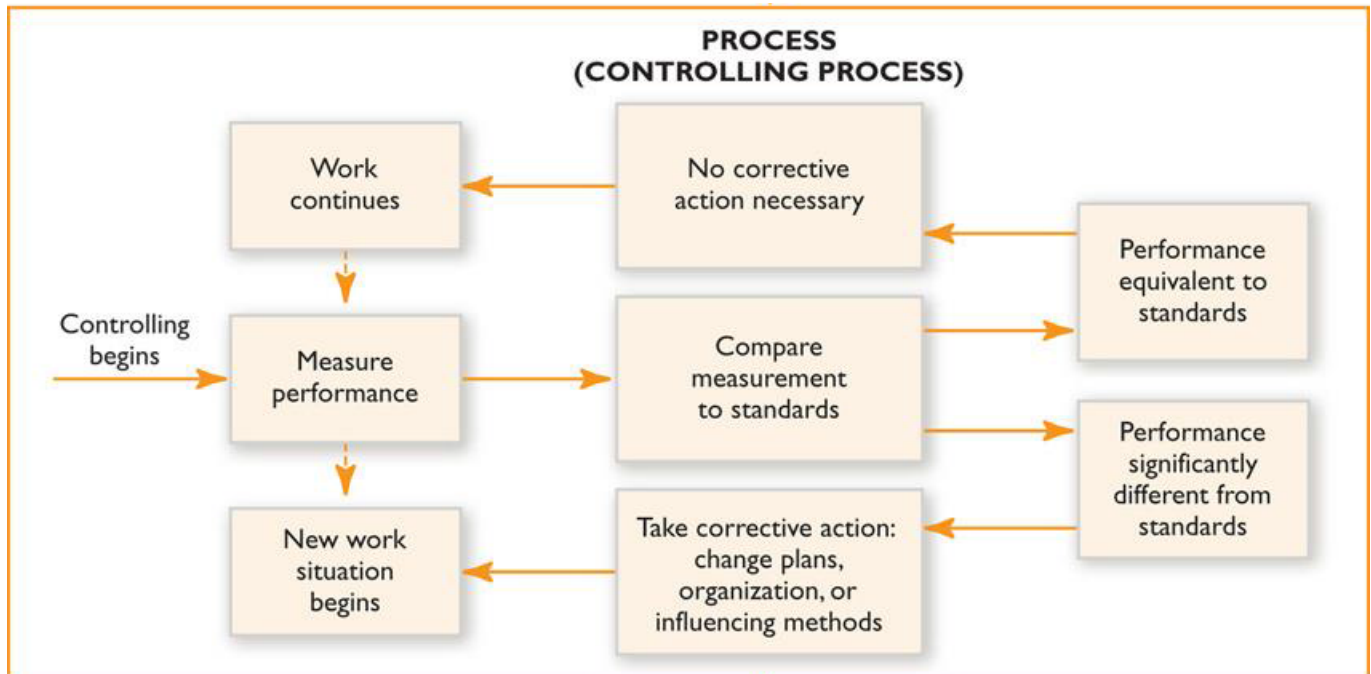 PROCESS
(CONTROLLING PROCESS)
Work
continues
No corrective
action necessary
Performance
equivalent to
standards
Controlling
begins
Measure
performance
Compare
measurement
to standards
Performance
significantly
different from
standards
New work
situation
begins
Take corrective action:
change plans,
organization, or
influencing methods